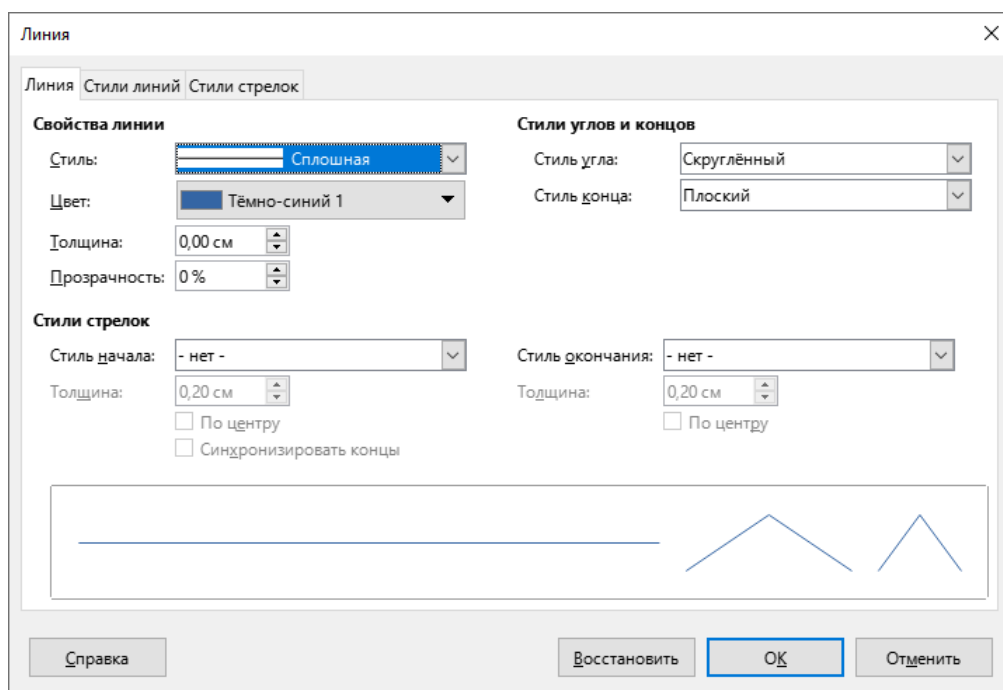 Линия
Линия Стили линий Стили стрелок
Свойства линии
Стиль: Сплошная
Цвет: Тёмно-синий 1
Толщина: 0,00 см
Прозрачность: 0 %
Стили углов и концов
Стиль угла: Скруглённый
Стиль конца: Плоский
Стили стрелок
Стиль начала: - нет -
Толщина: 0,20 см
По центру
Синхронизировать концы
Стиль окончания: - нет -
Толщина: 0,20 см
По центру
Справка Восстановить ОК Отменить